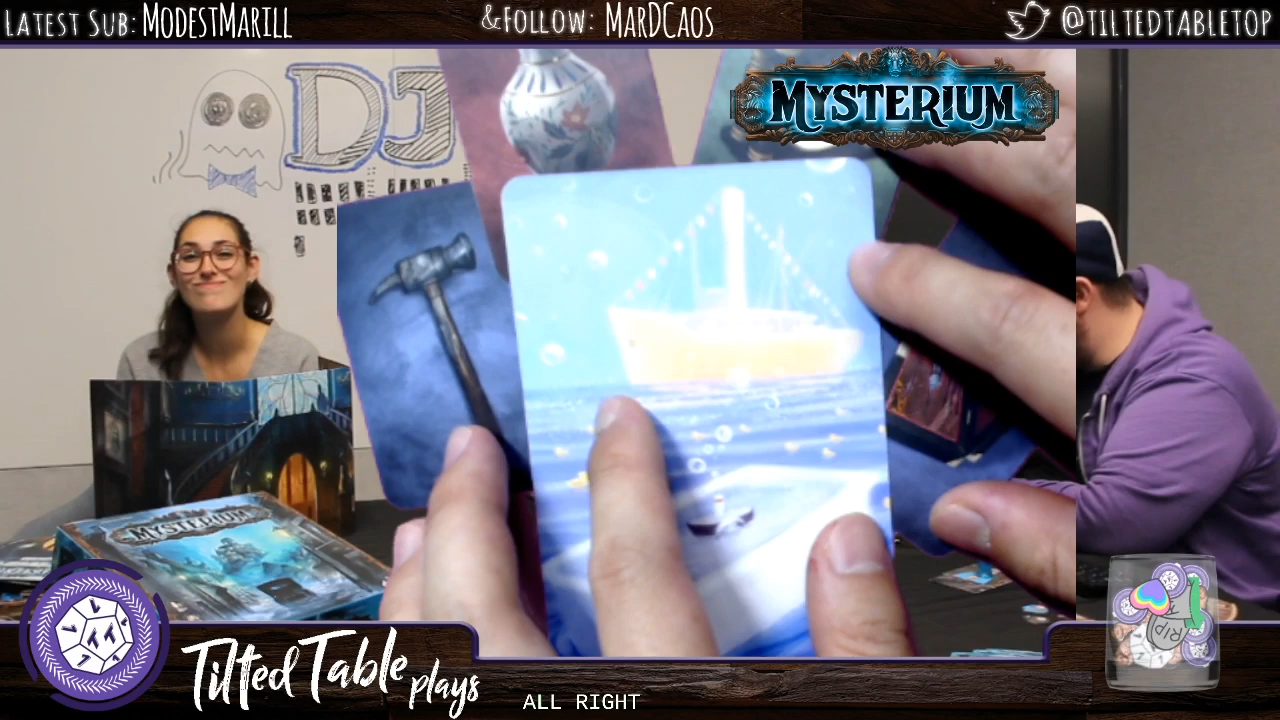 LATEST SUB: MODESTMARILL
&FOLLOW: MARDCAOS
@TILTEDTABLETOP
MYSTERIUM
DJ
MYSTERIUM
RIP
Tilted Table plays
ALL RIGHT